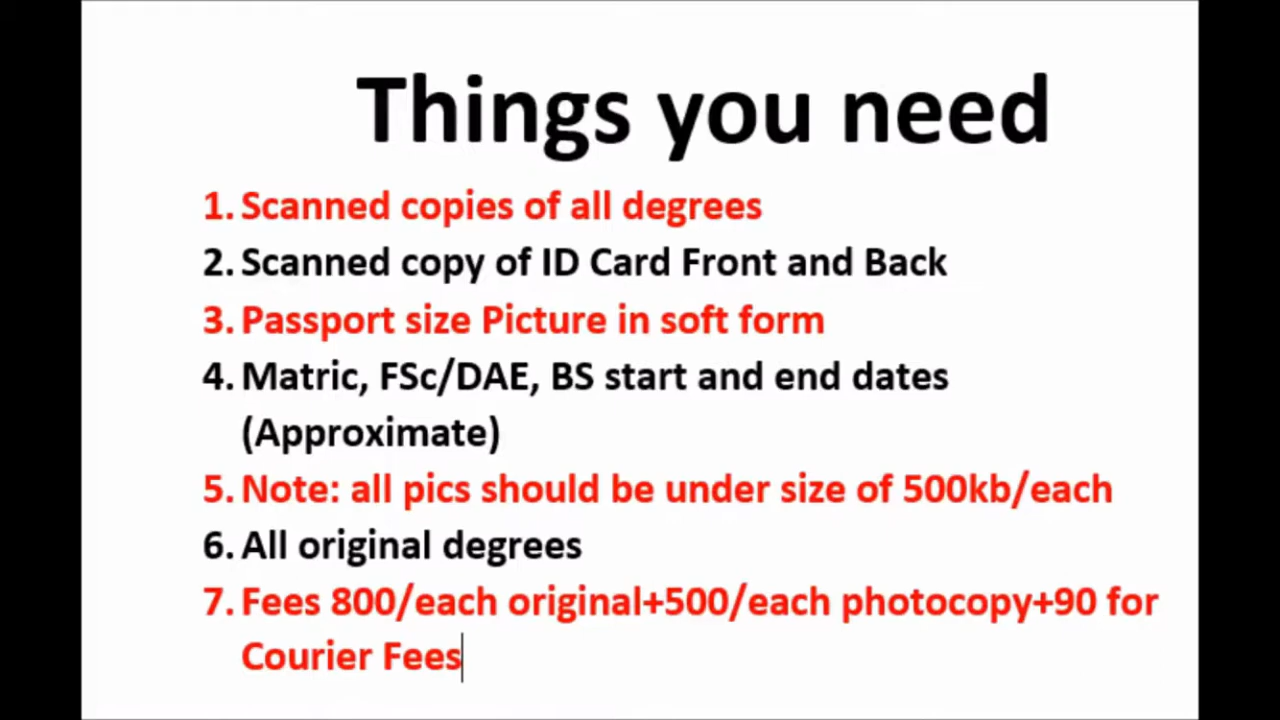 Things you need
1. Scanned copies of all degrees
2. Scanned copy of ID Card Front and Back
3. Passport size Picture in soft form
4. Matric, FSc/DAE, BS start and end dates
(Approximate)
5. Note: all pics should be under size of 500kb/each
6. All original degrees
7. Fees 800/each original+500/each photocopy+90 for
Courier Fees